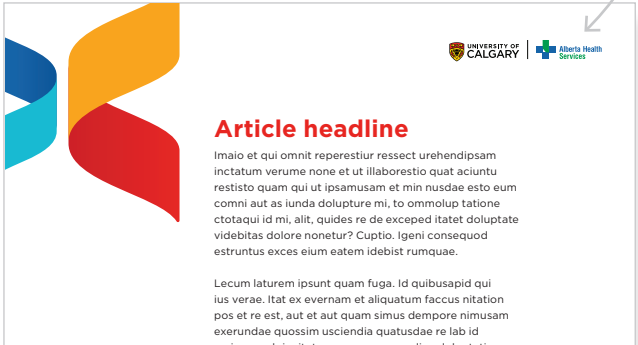 UNIVERSITY OF
CALGARY
Alberta Health
Services
Article headline
Imaio et qui omnit reperestiur ressect urehendipsam
inctatum verume none et ut illaborestio quat aciuntu
restisto quam qui ut ipsamusam et min nusdae esto eum
comni aut as iunda dolupture mi, to ommolup tatione
ctotaqui id mi, alit, quides re de exceped itatet doluptate
videbitas dolore nonetur? Cuptio. Igeni consequod
estruntus exces eium eatem idebist rumquae.
Lecum laturem ipsunt quam fuga. Id quibusapid qui
ius verae. Itat ex evernam et aliquatum faccus nitation
pos et re est, aut et aut quam simus dempore nimusam
exerundae quossim usciendia quatusdae re lab id